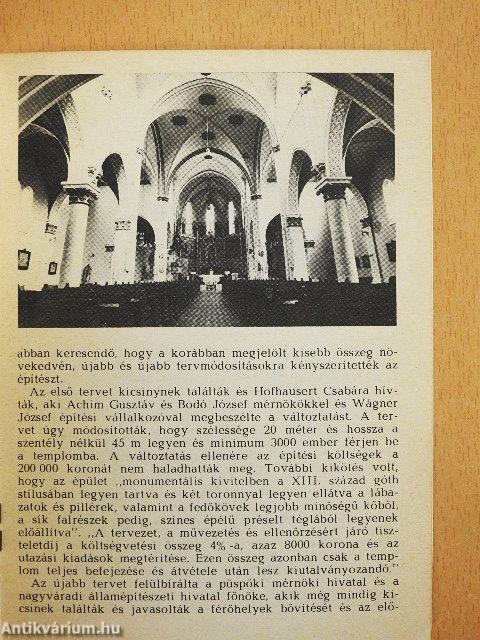 Antikvárium.hu
abban keresendő, hogy a korábban megjelölt kisebb összeg nö-
vekedvén, újabb és újabb tervmódosításokra kényszerítették az
építészt.
Az első tervet kicsinynek találták és Hofhausert Csabára hív-
ták, aki Achim Gusztáv és Bodó József mérnökökkel és Wágner
József építési vállalkozóval megbeszélte a változtatást. A ter-
vet úgy módosították, hogy szélessége 20 méter és hossza a
szentély nélkül 45 m legyen és minimum 3000 ember férjen be
a templomba. A változtatás ellenére az építési költségek a
200 000 koronát nem haladhatták meg. További kikötés volt,
hogy az épület „monumentális kivitelben a XIII. század góth
stílusában legyen tartva és két toronnyal legyen ellátva a lába-
zatok és pillérek, valamint a fedőkövek legjobb minőségű kőből,
a sík falrészek pedig, színes épélű préselt téglából legyenek
előállítva". „A tervezet, a művezetés és ellenőrzésért járó tisz-
teletdíj a költségvetési összeg 4%-a, azaz 8000 korona és az
utazási kiadások megtérítése. Ezen összeg azonban csak a temp-
lom teljes befejezése és átvétele után lesz kiutalványozandó."
Az újabb tervet felülbírálta a püspöki mérnöki hivatal és a
nagyváradi államépítészeti hivatal főnöke, akik még mindig ki-
csinek találták és javasolták a férőhelyek bővítését és az elő-
Antikvárium.hu